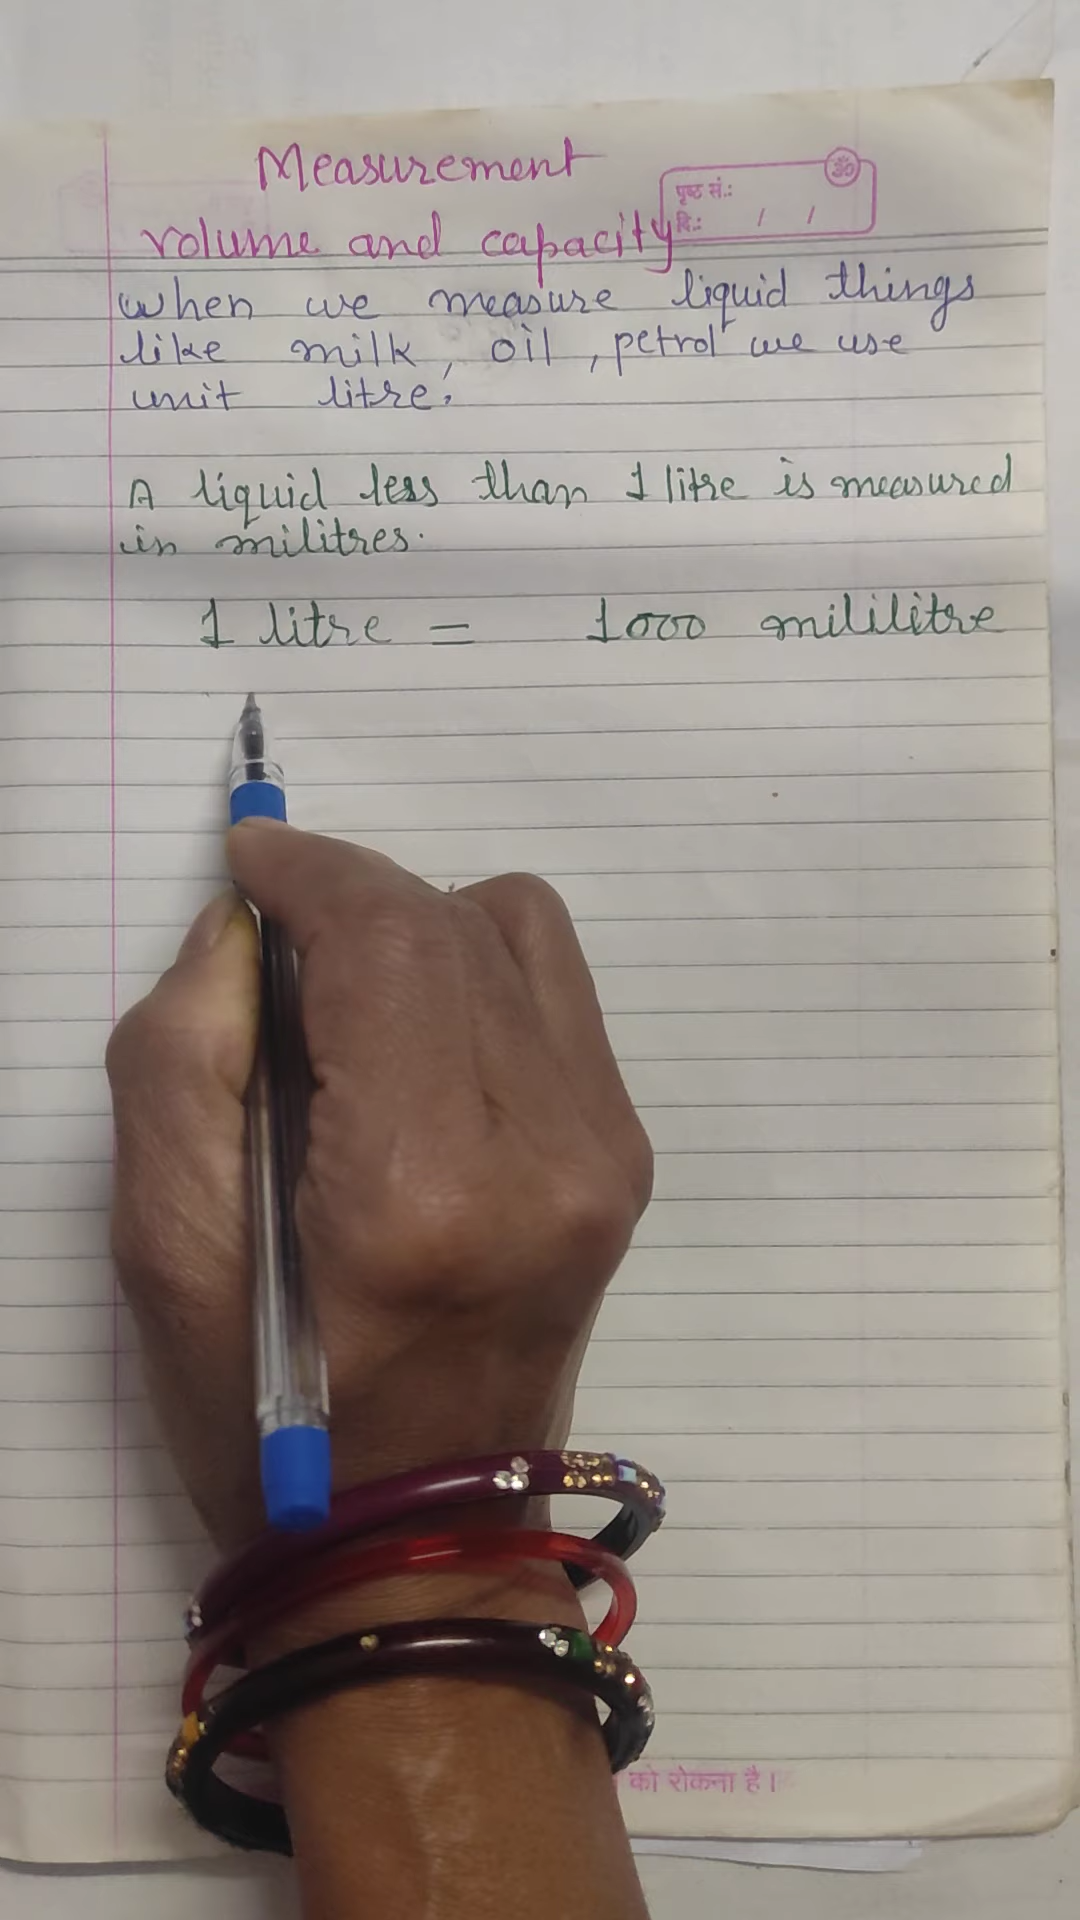 Measurement
पृष्ठ सं.:
ॐ
दि.: / /
volume and capacity
when we measure liquid things
like milk, oil, petrol we use
unit litre.
A liquid less than 1 litre is measured
in militres.
1 litre = 1000 mililitre
को रोकना है।